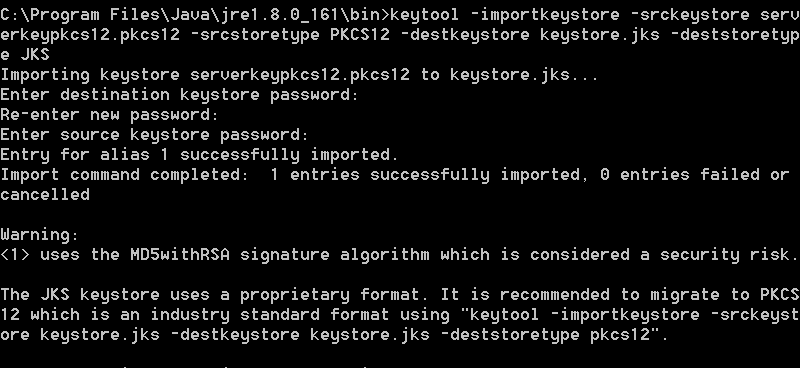 C:\Program Files\Java\jre1.8.0_161\bin>keytool -importkeystore -srckeystore serv
erkeypkcs12.pkcs12 -srcstoretype PKCS12 -destkeystore keystore.jks -deststoretyp
e JKS
Importing keystore serverkeypkcs12.pkcs12 to keystore.jks...
Enter destination keystore password:
Re-enter new password:
Enter source keystore password:
Entry for alias 1 successfully imported.
Import command completed:  1 entries successfully imported, 0 entries failed or
cancelled
Warning:
<1> uses the MD5withRSA signature algorithm which is considered a security risk.
The JKS keystore uses a proprietary format. It is recommended to migrate to PKCS
12 which is an industry standard format using "keytool -importkeystore -srckeyst
ore keystore.jks -destkeystore keystore.jks -deststoretype pkcs12".